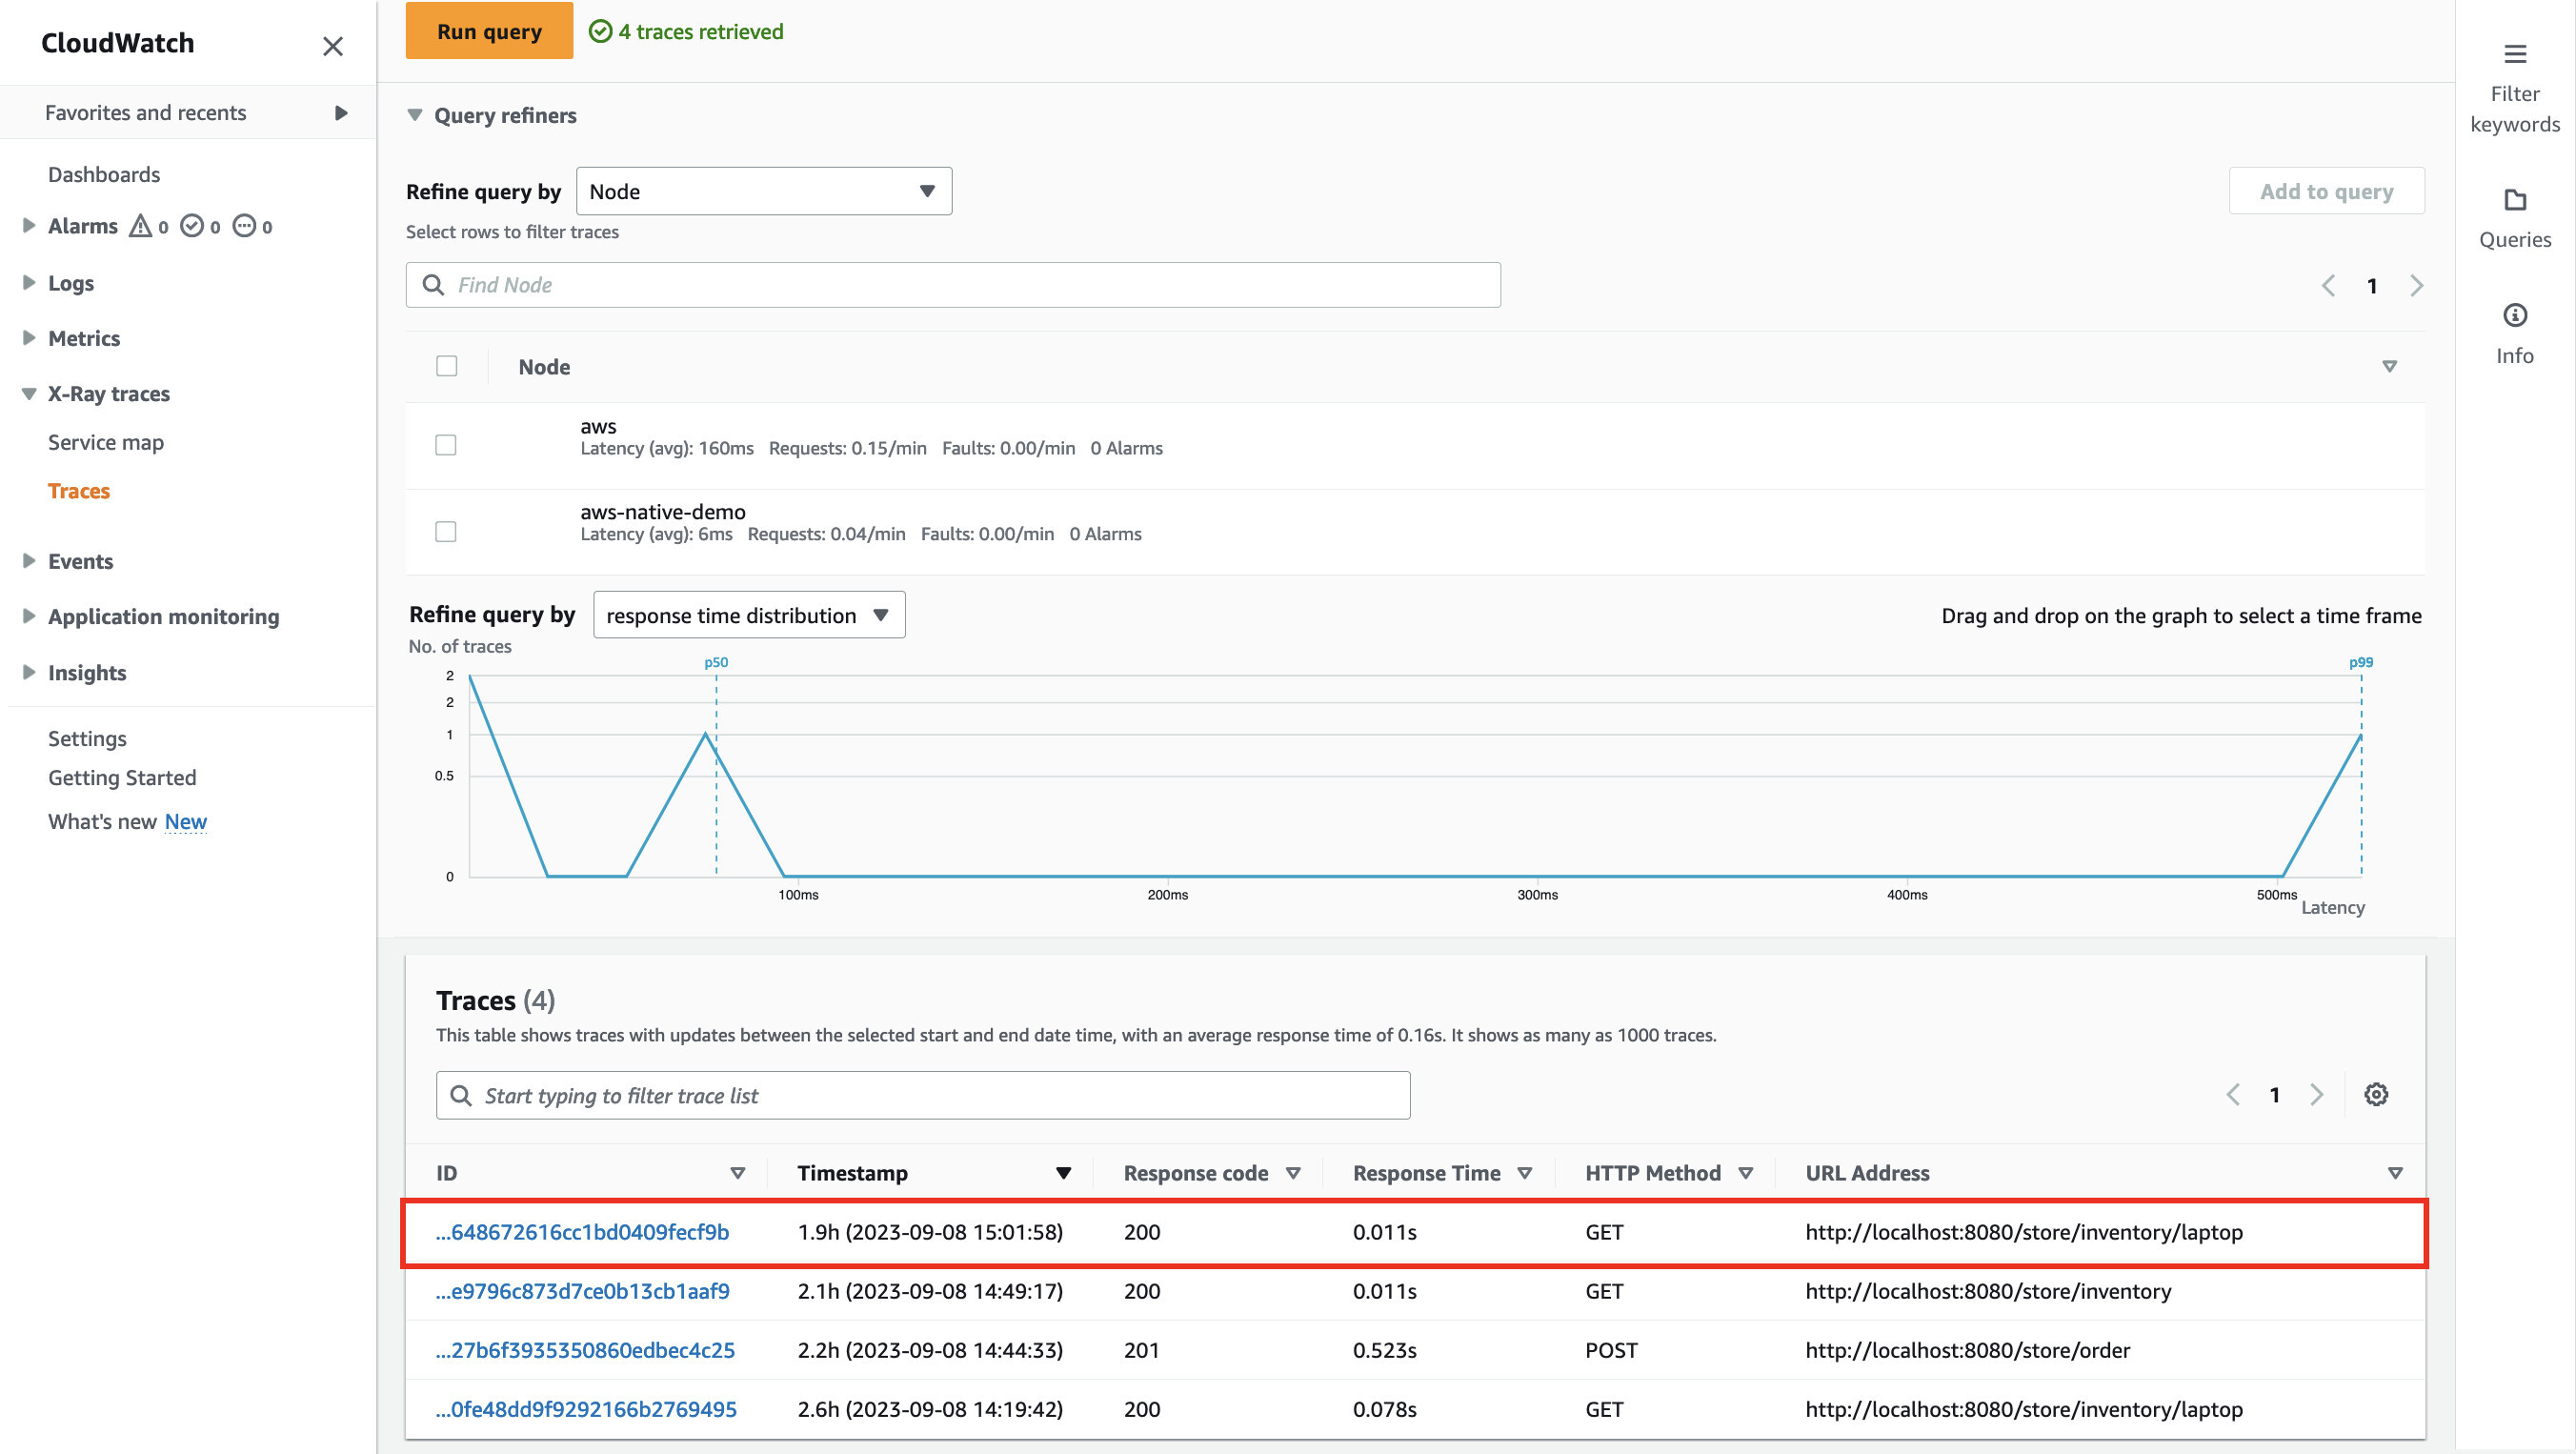 CloudWatch
Favorites and recents
Dashboards
Alarms 0 0 0
Logs
Metrics
X-Ray traces
Service map
Traces
Events
Application monitoring
Insights
Settings
Getting Started
What's new New
Run query 4 traces retrieved
Query refiners
Refine query by Node
Add to query
Select rows to filter traces
Find Node
1
Node
aws
Latency (avg): 160ms Requests: 0.15/min Faults: 0.00/min 0 Alarms
aws-native-demo
Latency (avg): 6ms Requests: 0.04/min Faults: 0.00/min 0 Alarms
Refine query by response time distribution
Drag and drop on the graph to select a time frame
No. of traces
p50 p99
2
2
1
0.5
0
100ms 200ms 300ms 400ms 500ms
Latency
Traces (4)
This table shows traces with updates between the selected start and end date time, with an average response time of 0.16s. It shows as many as 1000 traces.
Start typing to filter trace list
1
ID Timestamp Response code Response Time HTTP Method URL Address
...648672616cc1bd0409fecf9b 1.9h (2023-09-08 15:01:58) 200 0.011s GET http://localhost:8080/store/inventory/laptop
...e9796c873d7ce0b13cb1aaf9 2.1h (2023-09-08 14:49:17) 200 0.011s GET http://localhost:8080/store/inventory
...27b6f3935350860edbec4c25 2.2h (2023-09-08 14:44:33) 201 0.523s POST http://localhost:8080/store/order
...0fe48dd9f9292166b2769495 2.6h (2023-09-08 14:19:42) 200 0.078s GET http://localhost:8080/store/inventory/laptop
Filter
keywords
Queries
Info